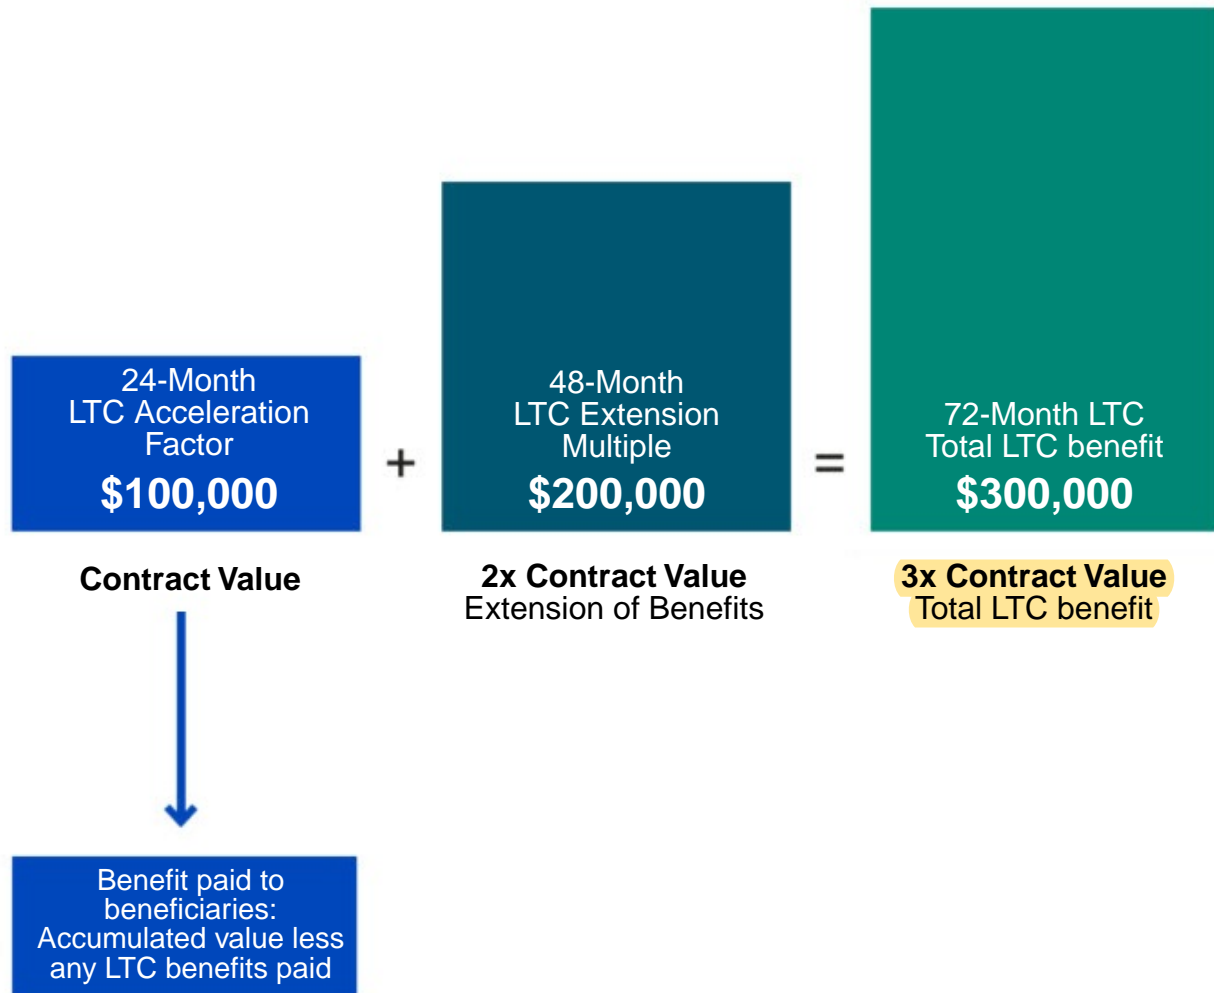 24-Month
LTC Acceleration
Factor
$100,000
+
48-Month
LTC Extension
Multiple
$200,000
=
72-Month LTC
Total LTC benefit
$300,000
Contract Value
2x Contract Value
Extension of Benefits
3x Contract Value
Total LTC benefit
Benefit paid to
beneficiaries:
Accumulated value less
any LTC benefits paid